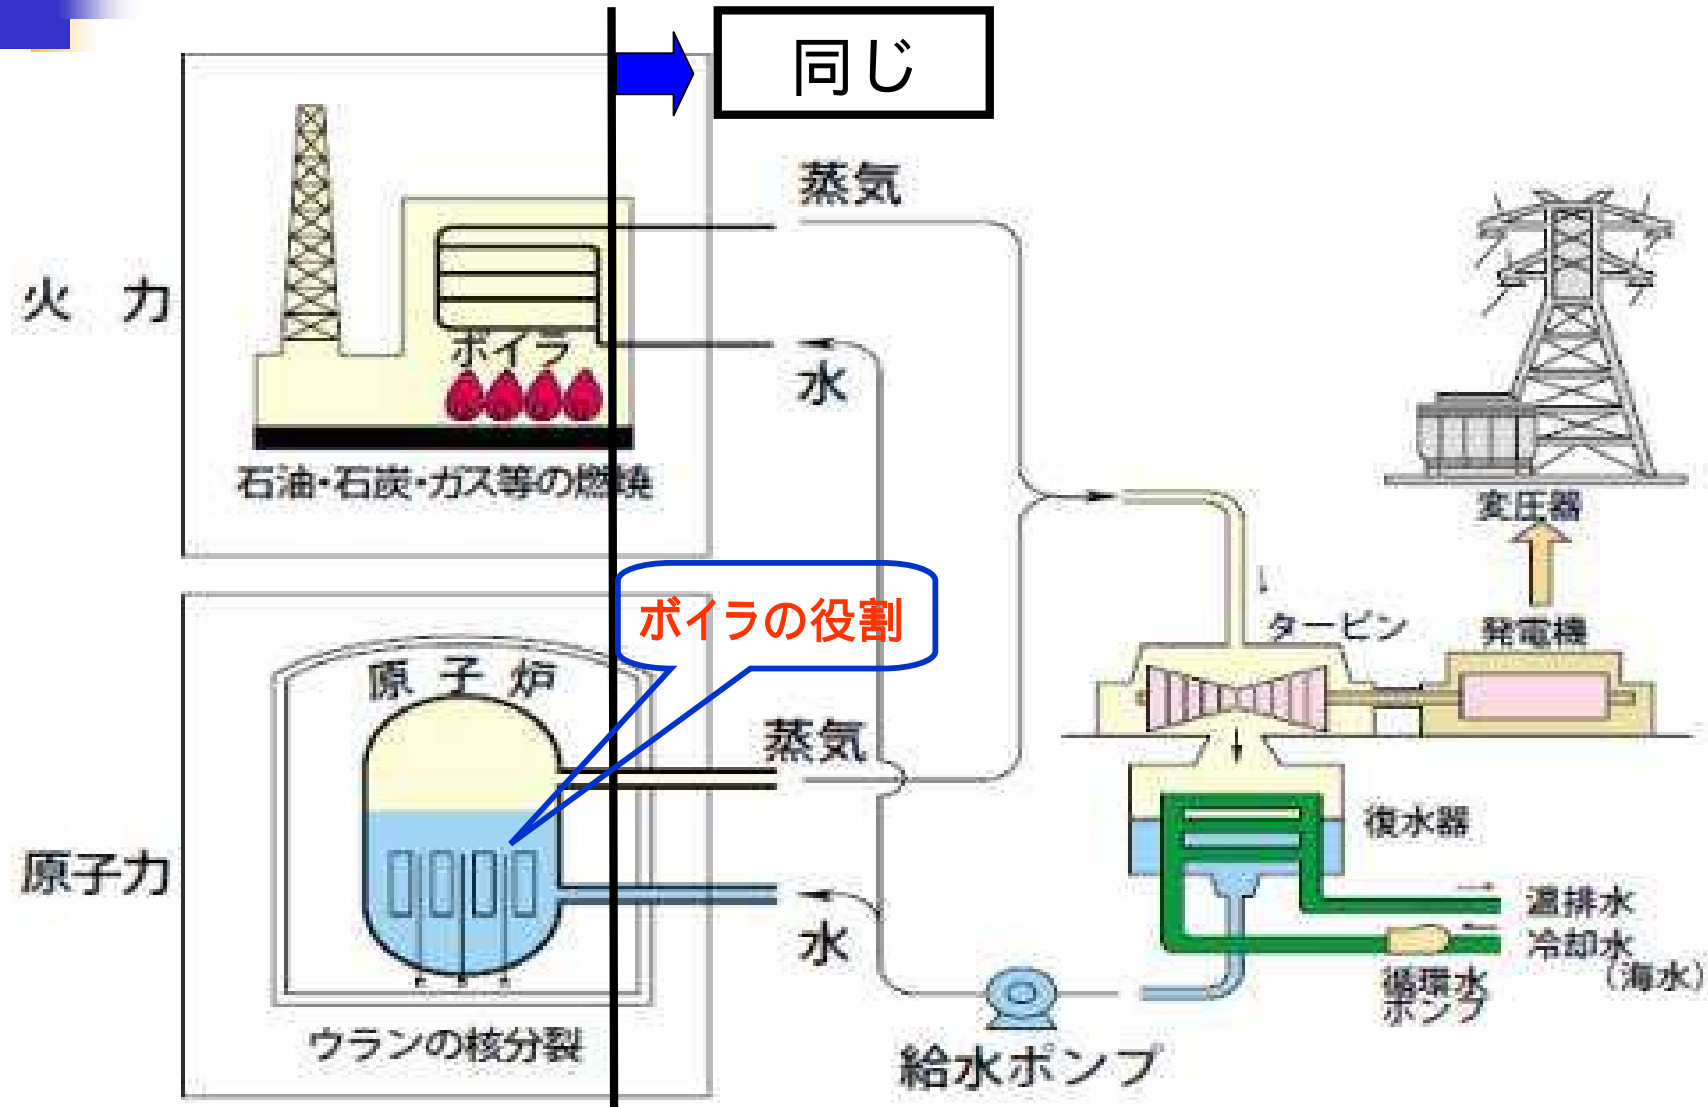 同じ
蒸気
火 力
ボイラ
水
石油・石炭・ガス等の燃焼
変圧器
ボイラの役割
タービン
発電機
原 子 炉
蒸気
復水器
原子力
温排水
水
冷却水
(海水)
循環水
ポンプ
ウランの核分裂
給水ポンプ